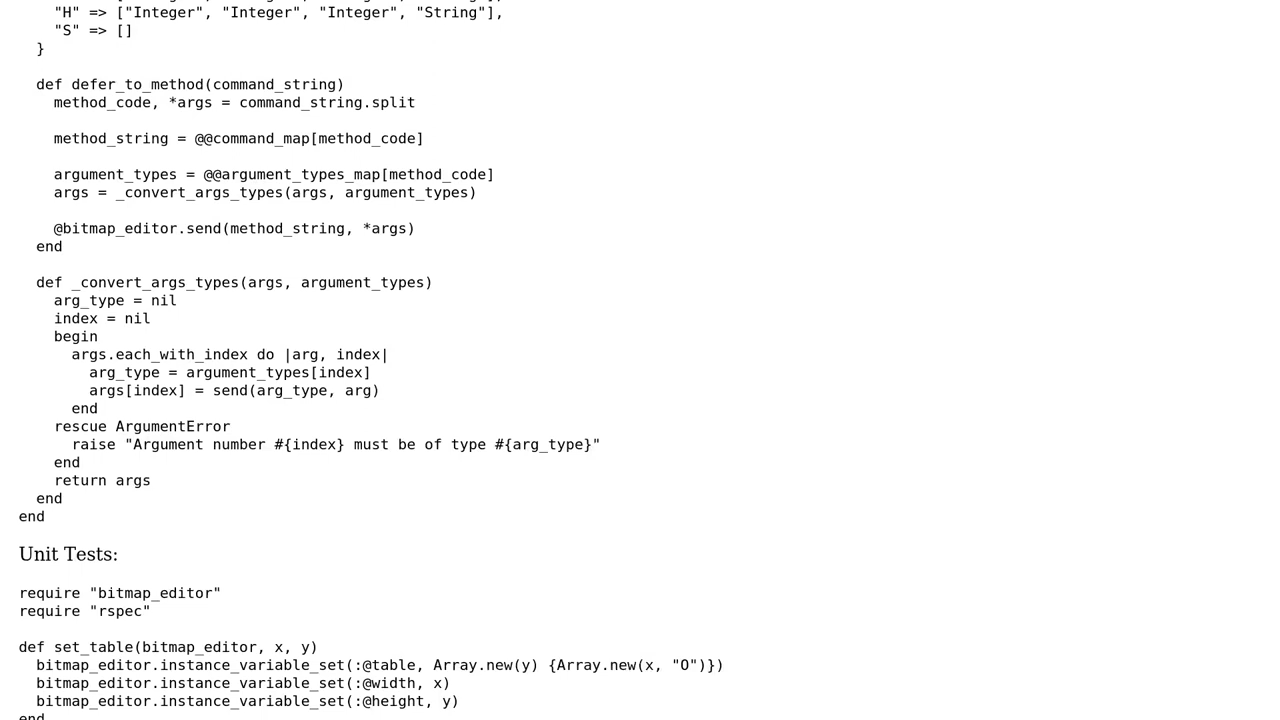 "H" => ["Integer", "Integer", "Integer", "String"],
"S" => []
}
def defer_to_method(command_string)
method_code, *args = command_string.split
method_string = @@command_map[method_code]
argument_types = @@argument_types_map[method_code]
args = _convert_args_types(args, argument_types)
@bitmap_editor.send(method_string, *args)
end
def _convert_args_types(args, argument_types)
arg_type = nil
index = nil
begin
args.each_with_index do |arg, index|
arg_type = argument_types[index]
args[index] = send(arg_type, arg)
end
rescue ArgumentError
raise "Argument number #{index} must be of type #{arg_type}"
end
return args
end
end
Unit Tests:
require "bitmap_editor"
require "rspec"
def set_table(bitmap_editor, x, y)
bitmap_editor.instance_variable_set(:@table, Array.new(y) {Array.new(x, "O")})
bitmap_editor.instance_variable_set(:@width, x)
bitmap_editor.instance_variable_set(:@height, y)
end